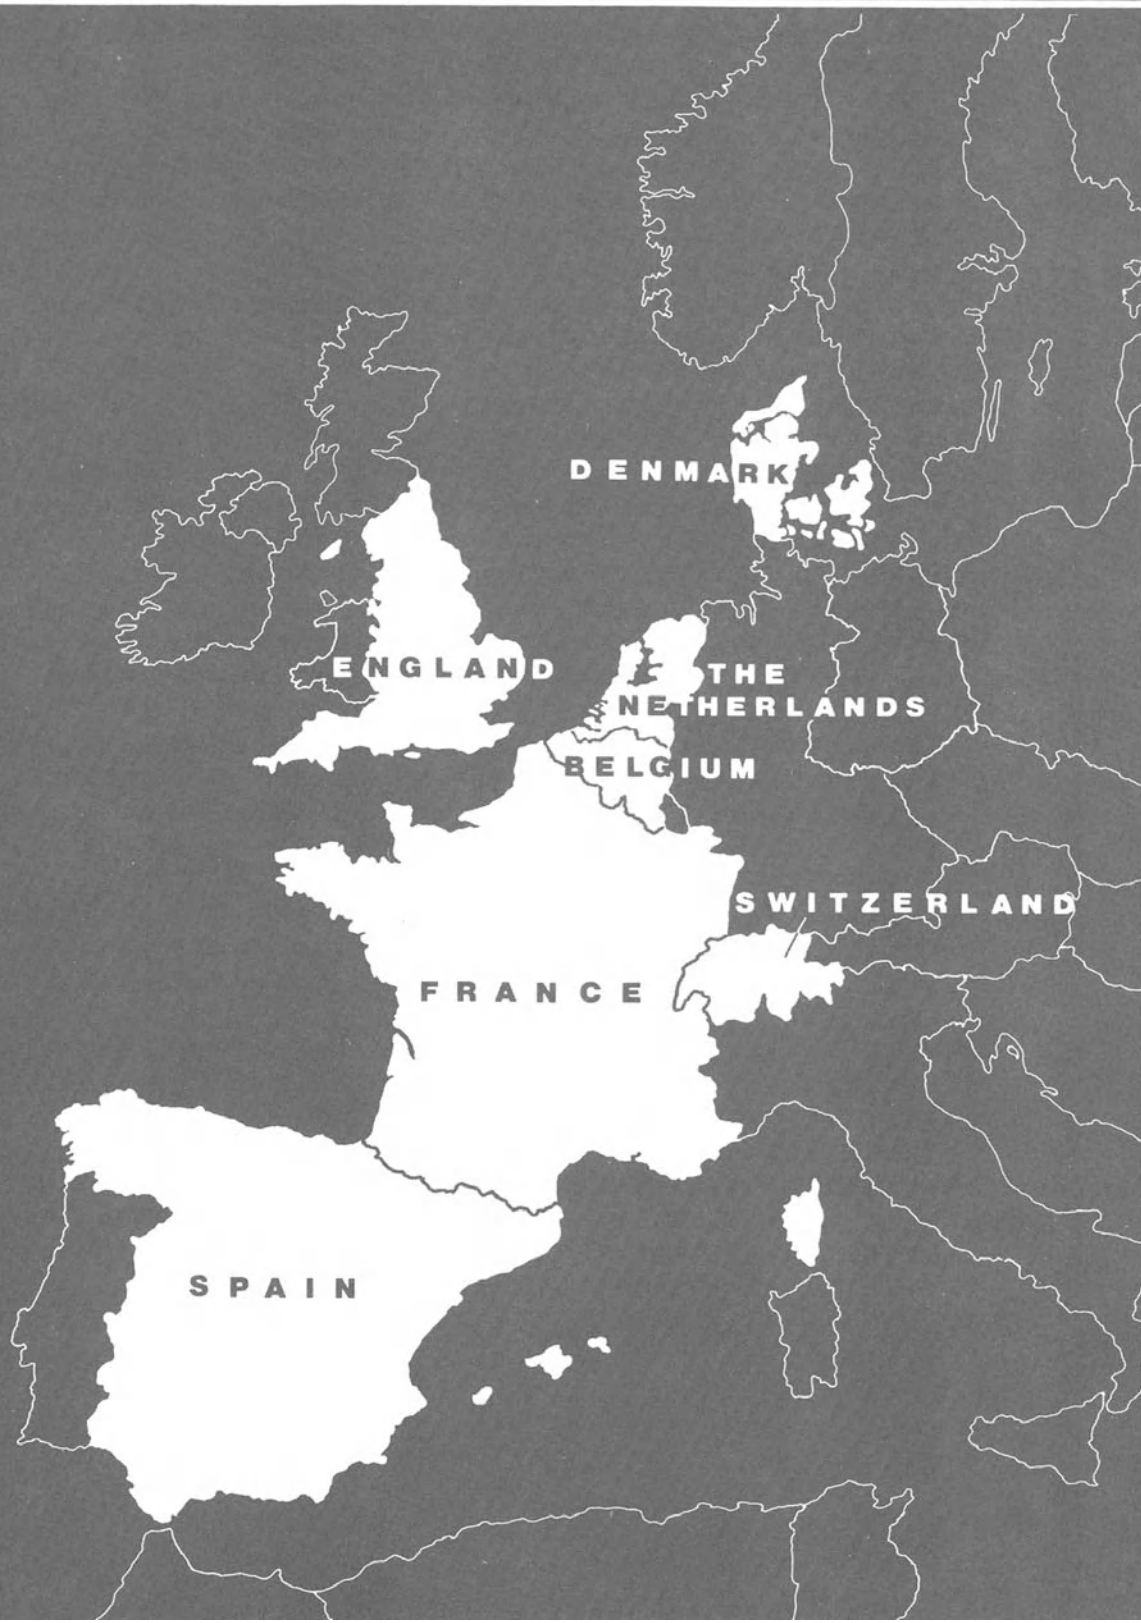 DENMARK
ENGLAND
THE
NETHERLANDS
BELGIUM
SWITZERLAND
FRANCE
SPAIN